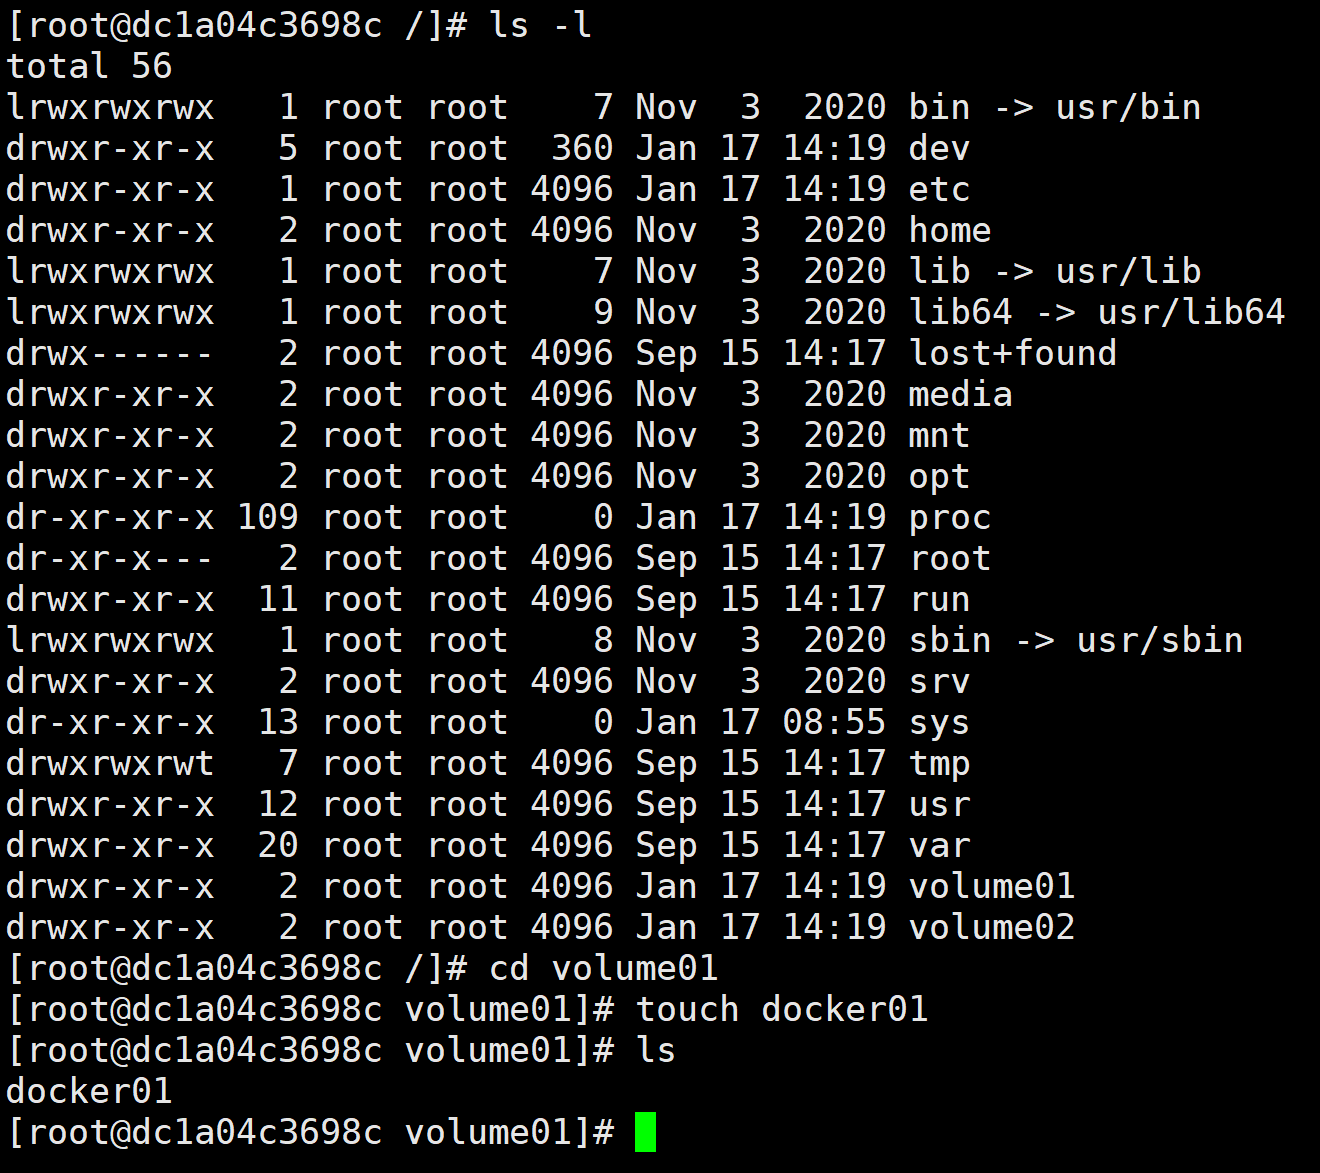 [root@dc1a04c3698c /]# ls -l
total 56
lrwxrwxrwx   1 root root    7 Nov  3  2020 bin -> usr/bin
drwxr-xr-x   5 root root  360 Jan 17 14:19 dev
drwxr-xr-x   1 root root 4096 Jan 17 14:19 etc
drwxr-xr-x   2 root root 4096 Nov  3  2020 home
lrwxrwxrwx   1 root root    7 Nov  3  2020 lib -> usr/lib
lrwxrwxrwx   1 root root    9 Nov  3  2020 lib64 -> usr/lib64
drwx------   2 root root 4096 Sep 15 14:17 lost+found
drwxr-xr-x   2 root root 4096 Nov  3  2020 media
drwxr-xr-x   2 root root 4096 Nov  3  2020 mnt
drwxr-xr-x   2 root root 4096 Nov  3  2020 opt
dr-xr-xr-x 109 root root    0 Jan 17 14:19 proc
dr-xr-x---   2 root root 4096 Sep 15 14:17 root
drwxr-xr-x  11 root root 4096 Sep 15 14:17 run
lrwxrwxrwx   1 root root    8 Nov  3  2020 sbin -> usr/sbin
drwxr-xr-x   2 root root 4096 Nov  3  2020 srv
dr-xr-xr-x  13 root root    0 Jan 17 08:55 sys
drwxrwxrwt   7 root root 4096 Sep 15 14:17 tmp
drwxr-xr-x  12 root root 4096 Sep 15 14:17 usr
drwxr-xr-x  20 root root 4096 Sep 15 14:17 var
drwxr-xr-x   2 root root 4096 Jan 17 14:19 volume01
drwxr-xr-x   2 root root 4096 Jan 17 14:19 volume02
[root@dc1a04c3698c /]# cd volume01
[root@dc1a04c3698c volume01]# touch docker01
[root@dc1a04c3698c volume01]# ls
docker01
[root@dc1a04c3698c volume01]#